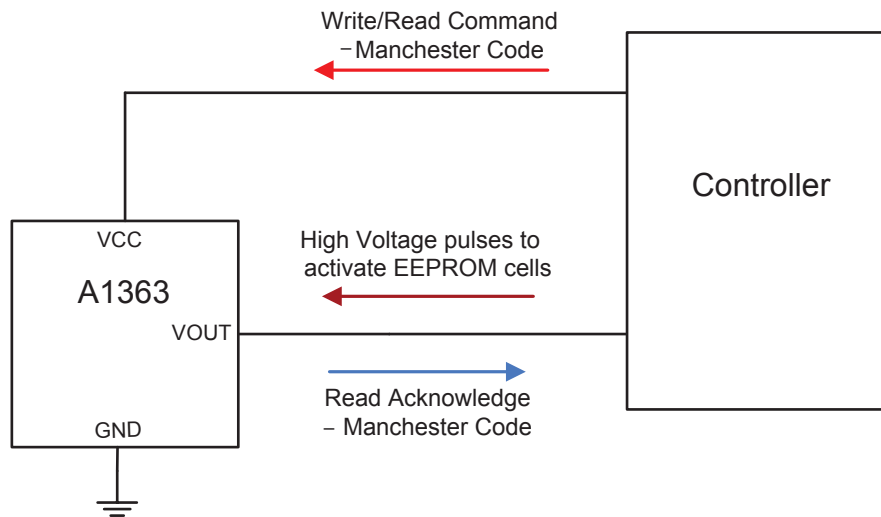 Write/Read Command
– Manchester Code
Controller
VCC
A1363
High Voltage pulses to
activate EEPROM cells
VOUT
Read Acknowledge
– Manchester Code
GND